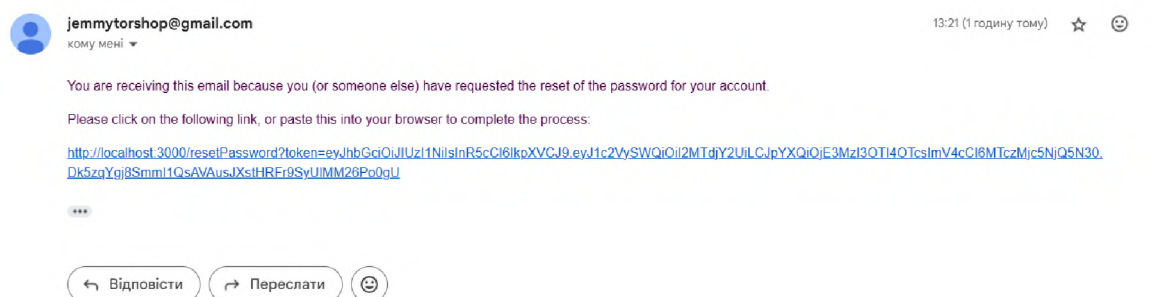 jemmytorshop@gmail.com
13:21 (1 годину тому)
кому мені
You are receiving this email because you (or someone else) have requested the reset of the password for your account.
Please click on the following link, or paste this into your browser to complete the process:
http://localhost:3000/resetPassword?token=eyJhbGciOiJIUzI1NiIsInR5cCI6IkpXVCJ9.eyJ1c2VySWQiOiI2MTdjY2UiLCJpYXQiOjE3MzI3OTI4OTcsImV4cCI6MTczMjc5NjQ5N30.
Dk5zqYgj8SmmI1QsAVAusJXstHRFr9SyUIMM26Po0gU
Відповісти
Переслати